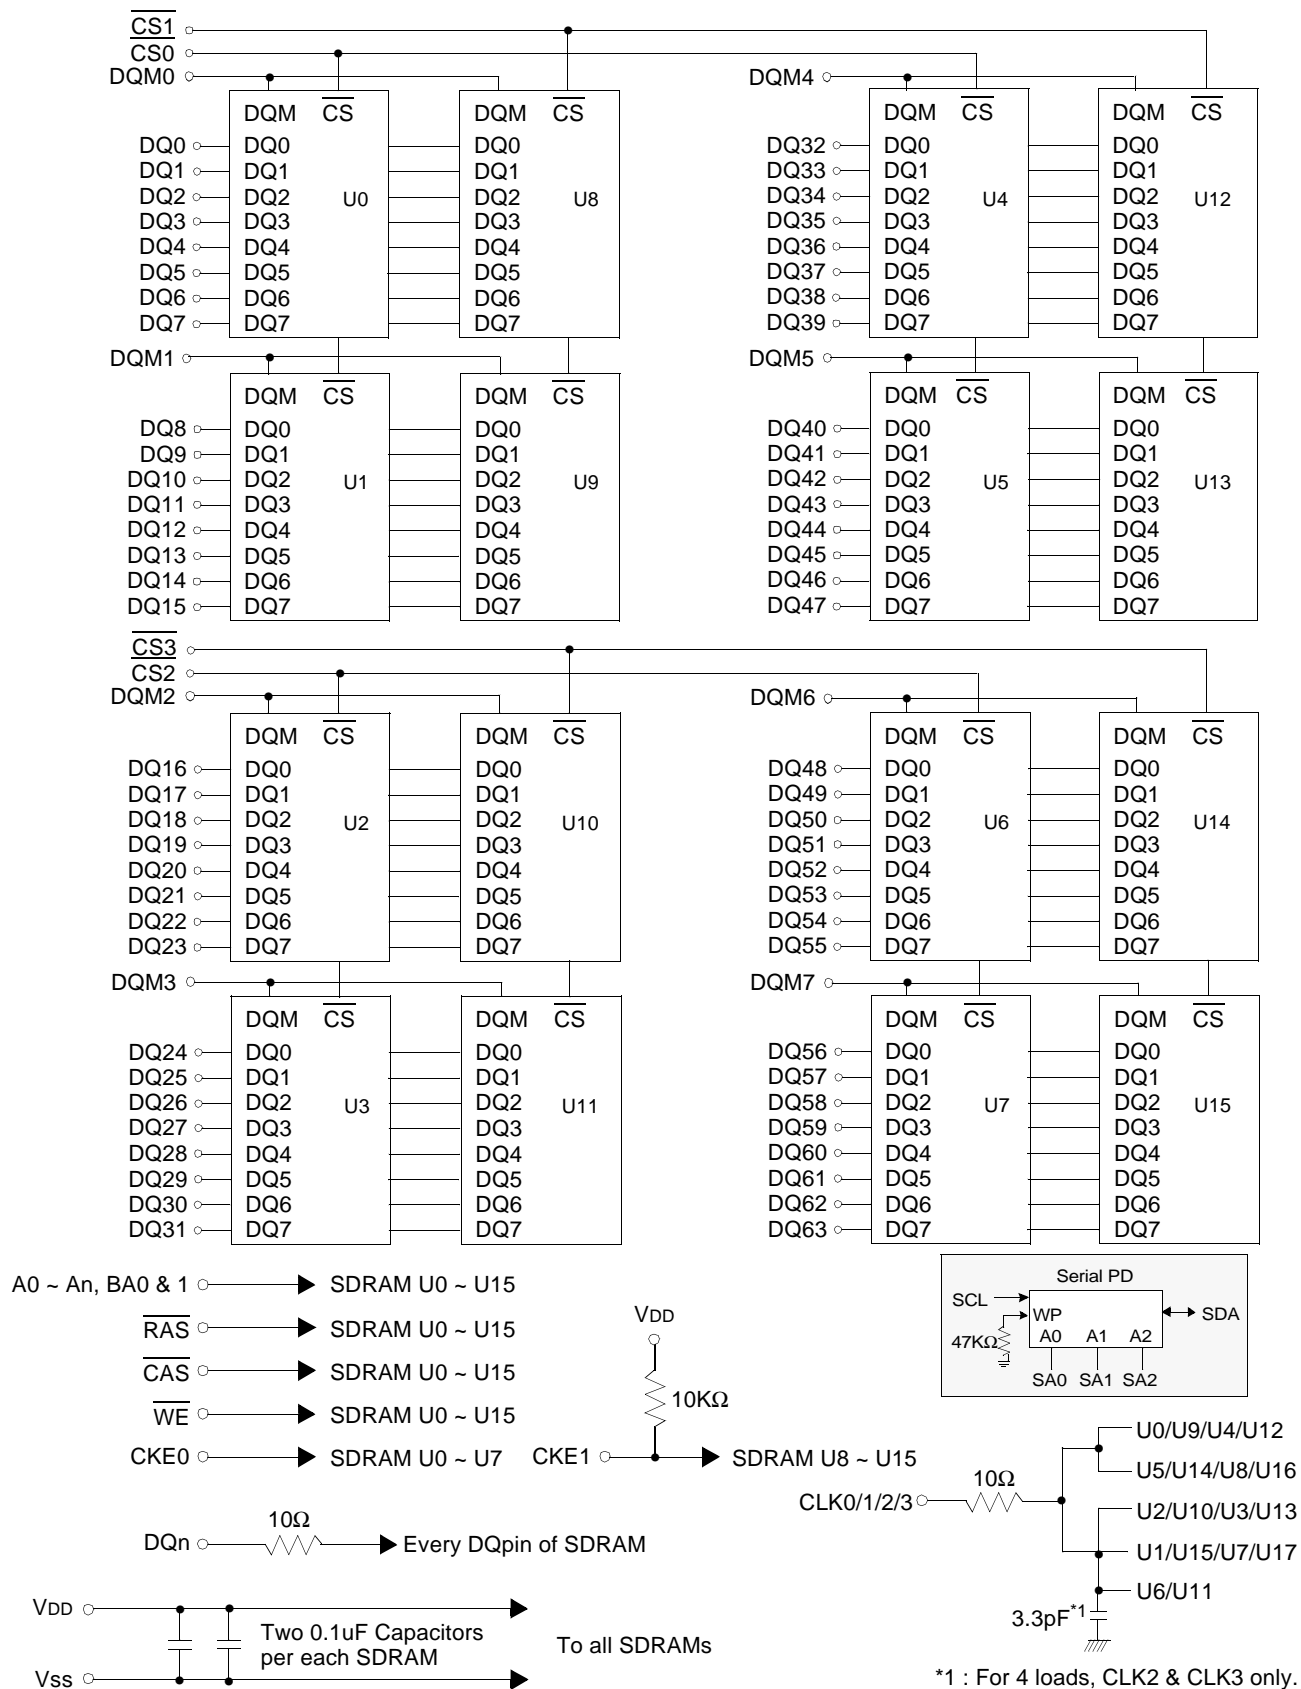 CS1
CS0
DQM0
DQM4
DQM CS DQM CS DQM CS DQM CS
DQ0 DQ0 DQ0 DQ32 DQ0 DQ0
DQ1 DQ1 DQ1 DQ33 DQ1 DQ1
DQ2 DQ2 U0 DQ2 U8 DQ34 DQ2 U4 DQ2 U12
DQ3 DQ3 DQ3 DQ35 DQ3 DQ3
DQ4 DQ4 DQ4 DQ36 DQ4 DQ4
DQ5 DQ5 DQ5 DQ37 DQ5 DQ5
DQ6 DQ6 DQ6 DQ38 DQ6 DQ6
DQ7 DQ7 DQ7 DQ39 DQ7 DQ7
DQM1 DQM5
DQM CS DQM CS DQM CS DQM CS
DQ8 DQ0 DQ0 DQ40 DQ0 DQ0
DQ9 DQ1 DQ1 DQ41 DQ1 DQ1
DQ10 DQ2 U1 DQ2 U9 DQ42 DQ2 U5 DQ2 U13
DQ11 DQ3 DQ3 DQ43 DQ3 DQ3
DQ12 DQ4 DQ4 DQ44 DQ4 DQ4
DQ13 DQ5 DQ5 DQ45 DQ5 DQ5
DQ14 DQ6 DQ6 DQ46 DQ6 DQ6
DQ15 DQ7 DQ7 DQ47 DQ7 DQ7
CS3
CS2
DQM2 DQM6
DQM CS DQM CS DQM CS DQM CS
DQ16 DQ0 DQ0 DQ48 DQ0 DQ0
DQ17 DQ1 DQ1 DQ49 DQ1 DQ1
DQ18 DQ2 U2 DQ2 U10 DQ50 DQ2 U6 DQ2 U14
DQ19 DQ3 DQ3 DQ51 DQ3 DQ3
DQ20 DQ4 DQ4 DQ52 DQ4 DQ4
DQ21 DQ5 DQ5 DQ53 DQ5 DQ5
DQ22 DQ6 DQ6 DQ54 DQ6 DQ6
DQ23 DQ7 DQ7 DQ55 DQ7 DQ7
DQM3 DQM7
DQM CS DQM CS DQM CS DQM CS
DQ24 DQ0 DQ0 DQ56 DQ0 DQ0
DQ25 DQ1 DQ1 DQ57 DQ1 DQ1
DQ26 DQ2 U3 DQ2 U11 DQ58 DQ2 U7 DQ2 U15
DQ27 DQ3 DQ3 DQ59 DQ3 DQ3
DQ28 DQ4 DQ4 DQ60 DQ4 DQ4
DQ29 DQ5 DQ5 DQ61 DQ5 DQ5
DQ30 DQ6 DQ6 DQ62 DQ6 DQ6
DQ31 DQ7 DQ7 DQ63 DQ7 DQ7
A0 ~ An, BA0 & 1 SDRAM U0 ~ U15
RAS SDRAM U0 ~ U15
CAS SDRAM U0 ~ U15
WE SDRAM U0 ~ U15
CKE0 SDRAM U0 ~ U7
VDD
10KΩ
CKE1 SDRAM U8 ~ U15
Serial PD
SCL
WP
SDA
47KΩ
A0 A1 A2
SA0 SA1 SA2
CLK0/1/2/3
10Ω
U0/U9/U4/U12
U5/U14/U8/U16
U2/U10/U3/U13
U1/U15/U7/U17
U6/U11
3.3pF*1
*1 : For 4 loads, CLK2 & CLK3 only.
10Ω
DQn Every DQpin of SDRAM
VDD
Two 0.1uF Capacitors
per each SDRAM
To all SDRAMs
Vss